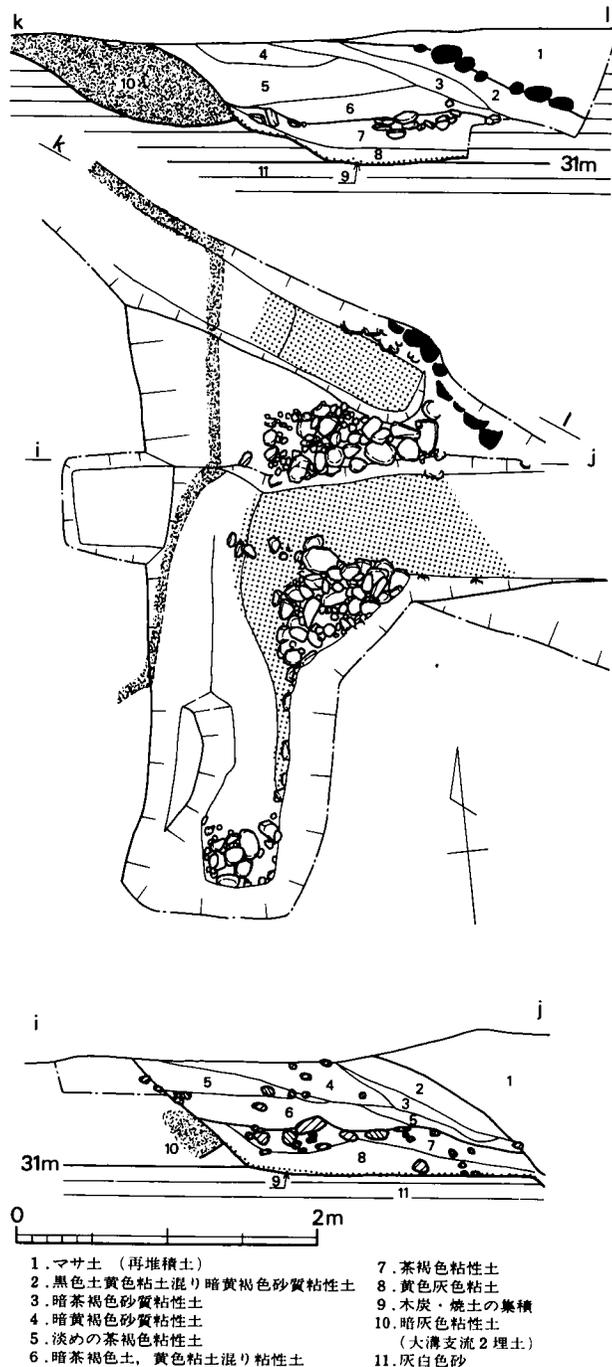 k
l
4
1
5
3
10
2
6
7
8
31m
11
9
k
l
i
j
i
j
5
4
2
1
3
6
5
7
10
8
31m
9
11
0
2m
1.マサ土 (再堆積土)
2.黒色土黄色粘土混り暗黄褐色砂質粘性土
3.暗茶褐色砂質粘性土
4.暗黄褐色砂質粘性土
5.淡めの茶褐色粘性土
6.暗茶褐色土,黄色粘土混り粘性土
7.茶褐色粘性土
8.黄色灰色粘土
9.木炭・焼土の集積
10.暗灰色粘性土
(大溝支流2埋土)
11.灰白色砂